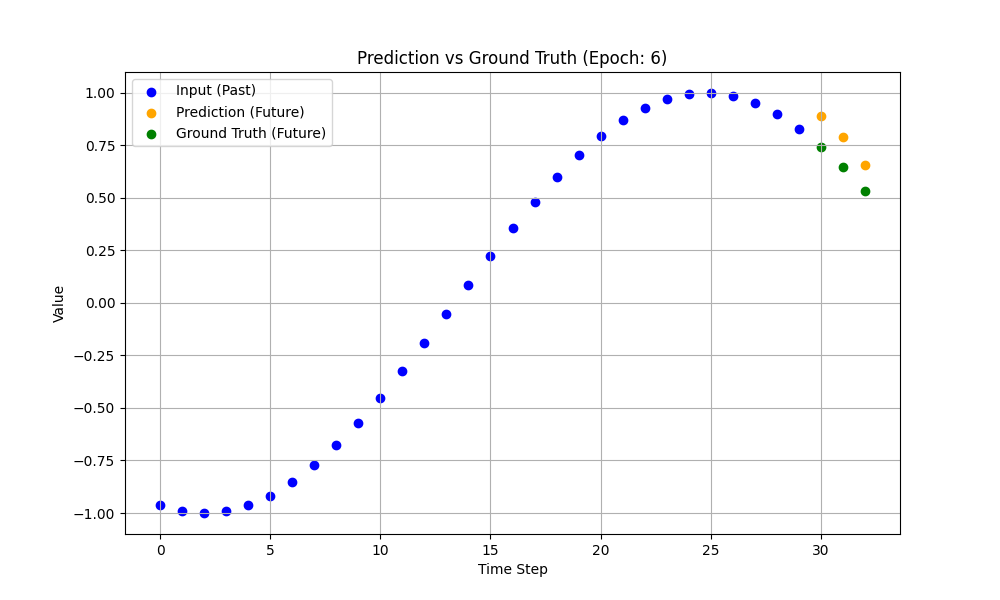 Prediction vs Ground Truth (Epoch: 6)
Input (Past)
Prediction (Future)
Ground Truth (Future)
1.00
0.75
0.50
0.25
0.00
−0.25
−0.50
−0.75
−1.00
Value
0 5 10 15 20 25 30
Time Step